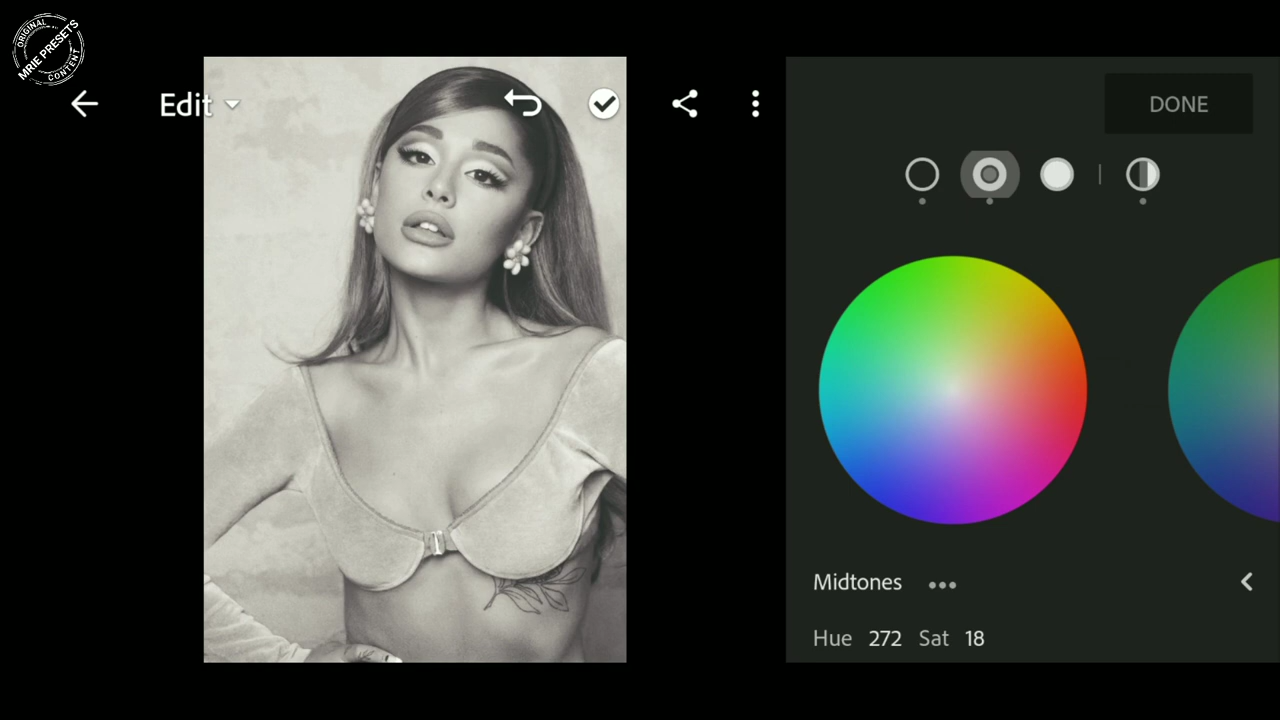 ORIGINAL
MRIE PRESETS
CONTENT
Edit
DONE
Midtones
Hue 272 Sat 18